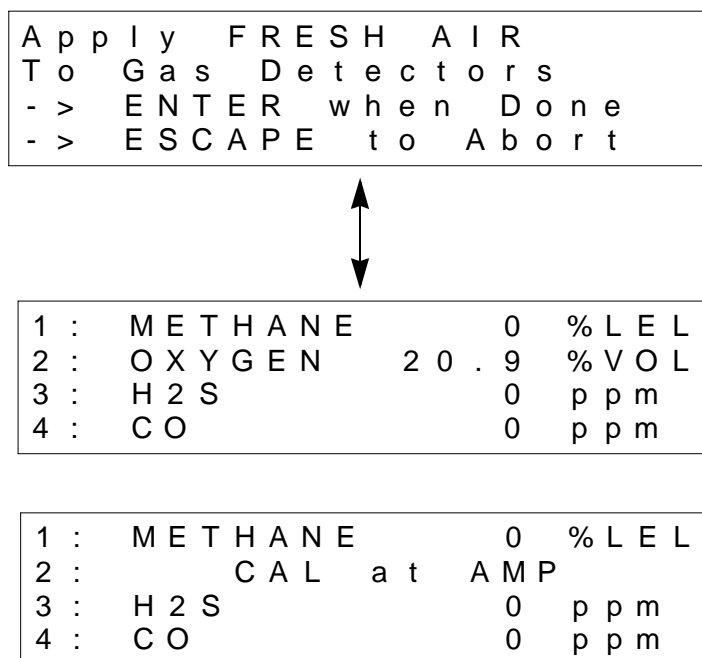 Apply FRESH AIR
To Gas Detectors
-> ENTER when Done
-> ESCAPE to Abort
1: METHANE 0 %LEL
2: OXYGEN 20.9 %VOL
3: H2S 0 ppm
4: CO 0 ppm
1: METHANE 0 %LEL
2: CAL at AMP
3: H2S 0 ppm
4: CO 0 ppm